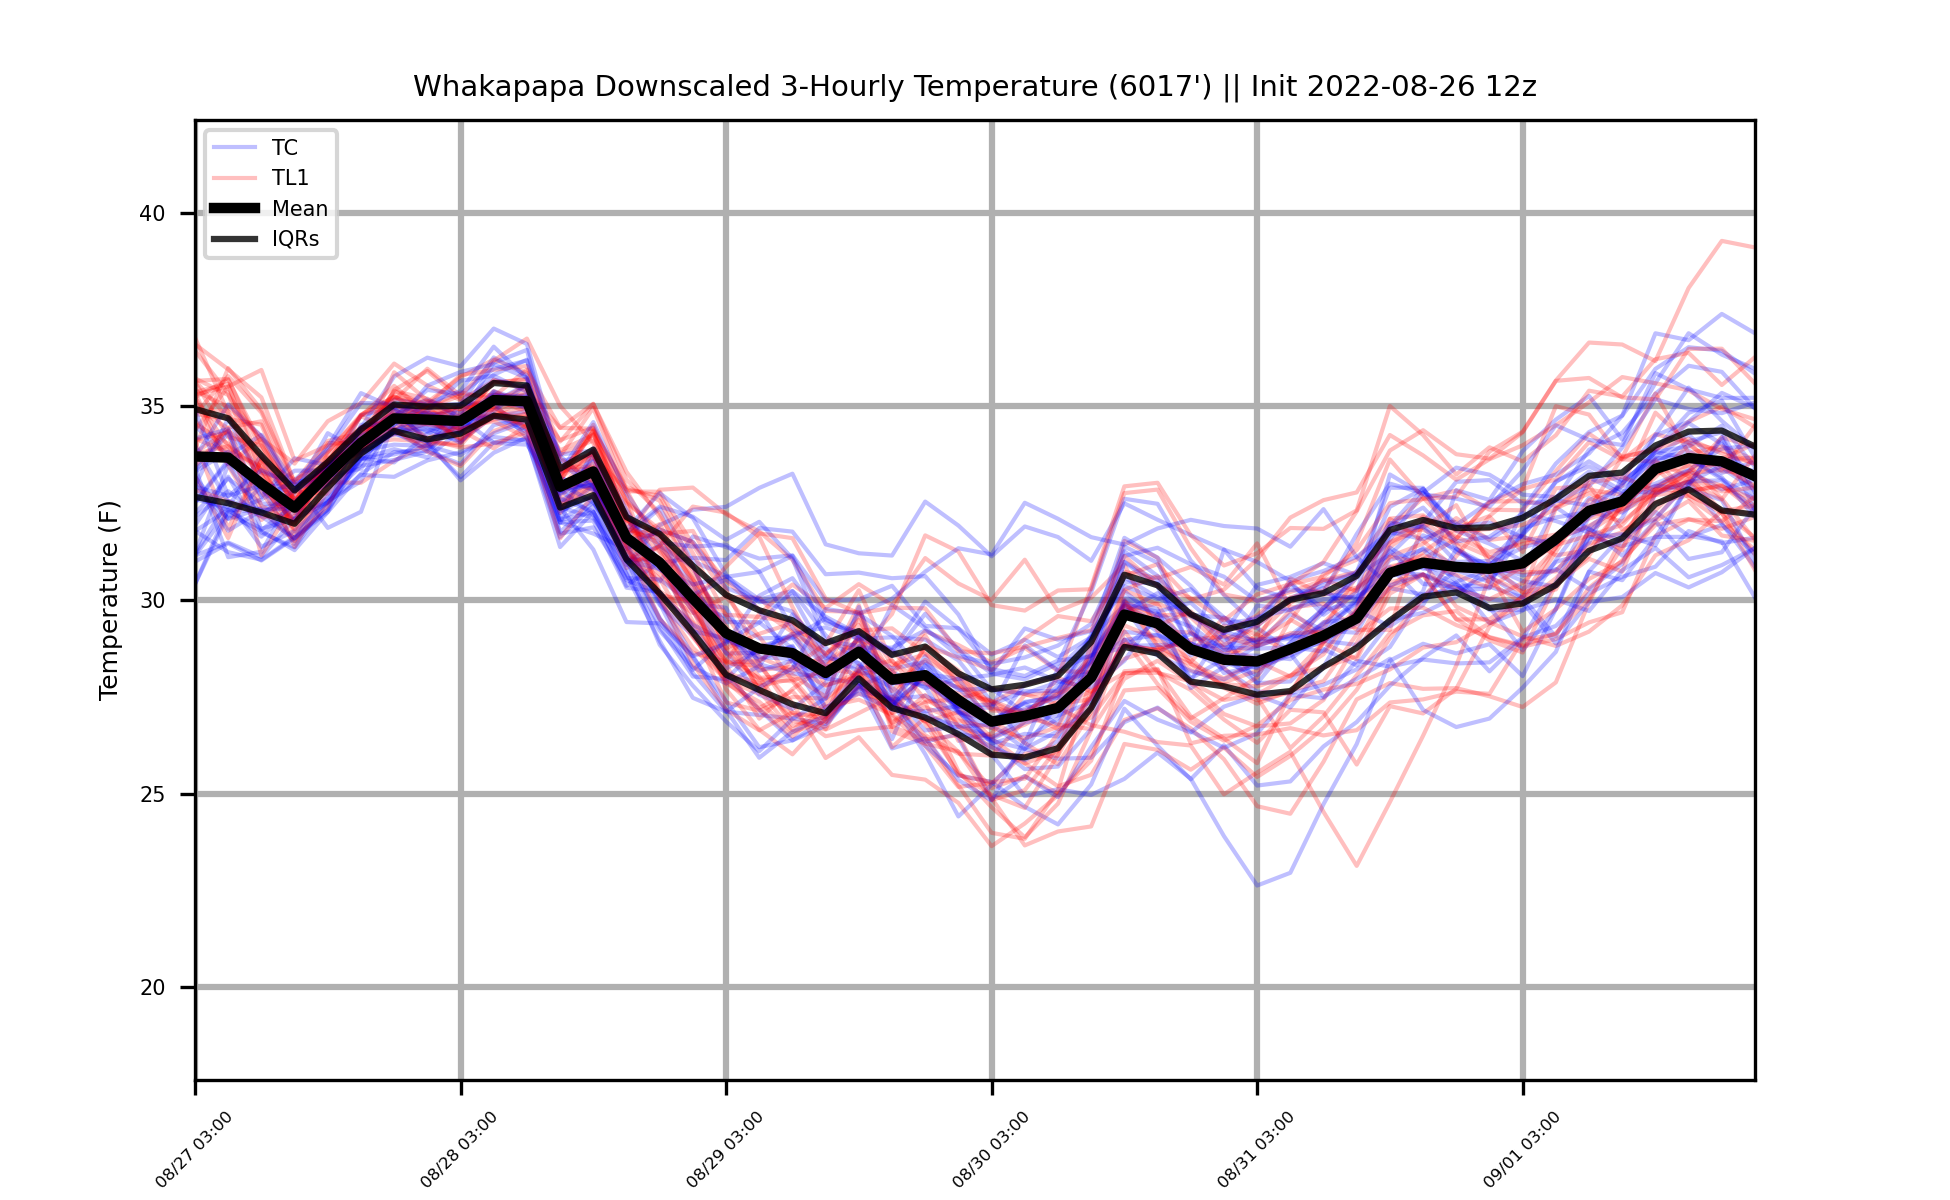 Whakapapa Downscaled 3-Hourly Temperature (6017') || Init 2022-08-26 12z
TC
TL1
Mean
IQRs
Temperature (F)
40
35
30
25
20
08/27 03:00
08/28 03:00
08/29 03:00
08/30 03:00
08/31 03:00
09/01 03:00